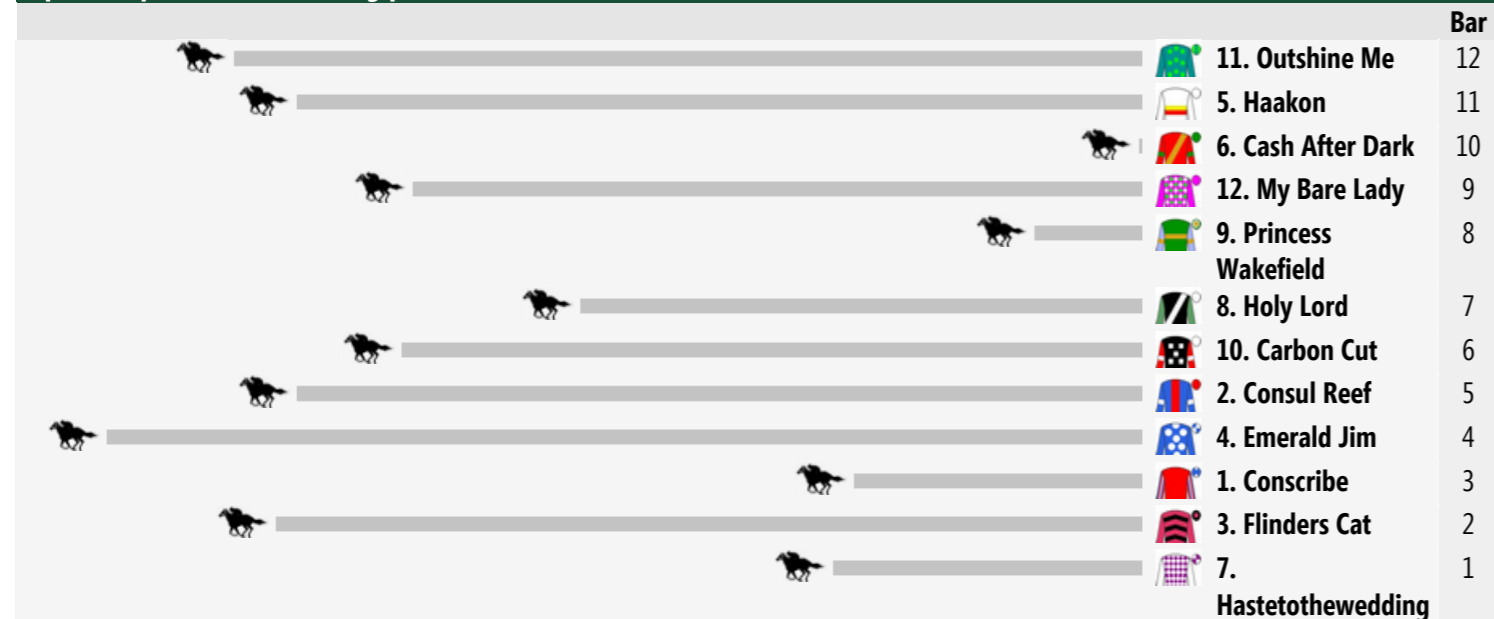 Bar
11. Outshine Me 12
5. Haakon 11
6. Cash After Dark 10
12. My Bare Lady 9
9. Princess 8
Wakefield
8. Holy Lord 7
10. Carbon Cut 6
2. Consul Reef 5
4. Emerald Jim 4
1. Conscribe 3
3. Flinders Cat 2
7. 1
Hastetothewedding